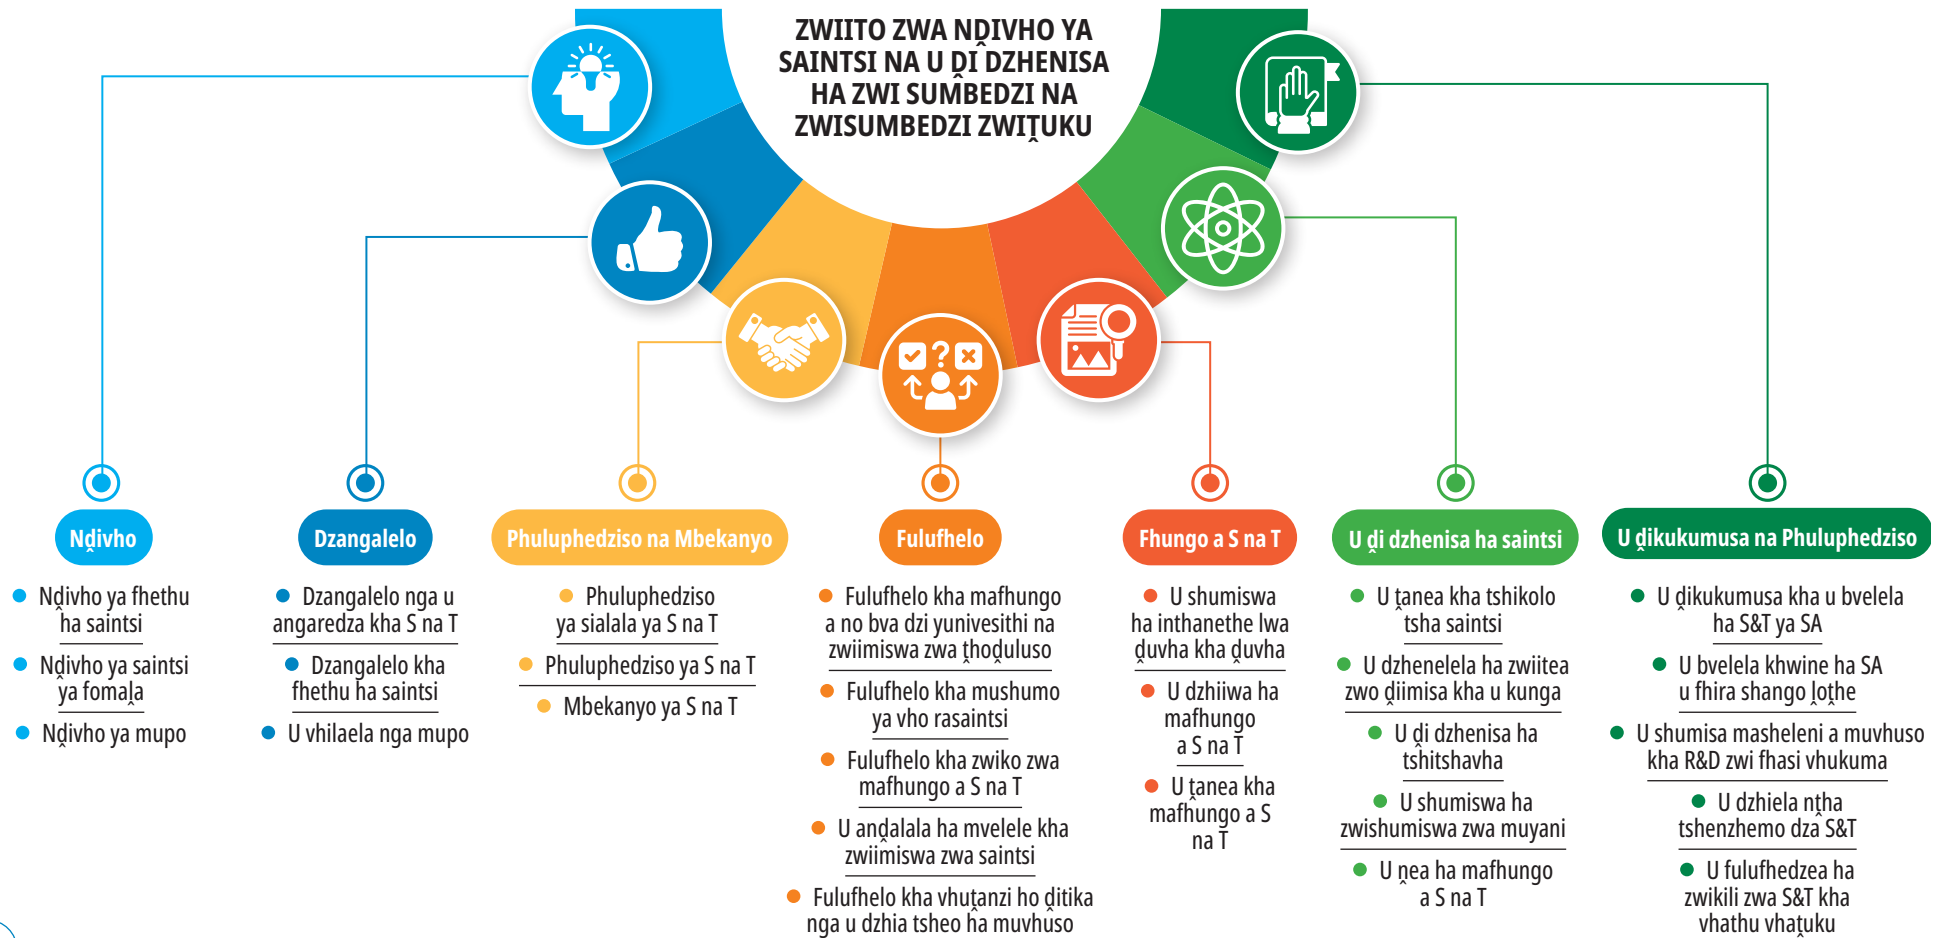 ZWIITO ZWA NḒIVHO YA
SAINTSI NA U ḒI DZHENISA
HA ZWI SUMBEDZI NA
ZWISUMBEDZI ZWIṰUKU
Nḓivho
Nḓivho ya fhethu
ha saintsi
Nḓivho ya saintsi
ya fomaḽa
Nḓivho ya mupo
Dzangalelo
Dzangalelo nga u
angaredza kha S na T
Dzangalelo kha
fhethu ha saintsi
U vhilaela nga mupo
Phuluphedziso na Mbekanyo
Phuluphedziso
ya sialala ya S na T
Phuluphedziso ya S na T
Mbekanyo ya S na T
Fulufhelo
Fulufhelo kha mafhungo
a no bva dzi yunivesithi na
zwiimiswa zwa ṱhoḓuluso
Fulufhelo kha mushumo
ya vho rasaintsi
Fulufhelo kha zwiko zwa
mafhungo a S na T
U anḓalala ha mvelele kha
zwiimiswa zwa saintsi
Fulufhelo kha vhuṱanzi ho ḓitika
nga u dzhia tsheo ha muvhuso
Fhungo a S na T
U shumiswa
ha inthanethe lwa
ḓuvha kha ḓuvha
U dzhiiwa ha
mafhungo
a S na T
U ṱanea kha
mafhungo a S
na T
U ḓi dzhenisa ha saintsi
U ṱanea kha tshikolo
tsha saintsi
U dzhenelela ha zwiitea
zwo ḓiimisa kha u kunga
U ḓi dzhenisa ha
tshitshavha
U shumiswa ha
zwishumiswa zwa muyani
U ṋea ha mafhungo
a S na T
U ḓikukumusa na Phuluphedziso
U ḓikukumusa kha u bvelela
ha S&T ya SA
U bvelela khwine ha SA
u fhira shango ḽoṱhe
U shumisa masheleni a muvhuso
kha R&D zwi fhasi vhukuma
U dzhiela nṱha
tshenzhemo dza S&T
U fulufhedzea ha
zwikili zwa S&T kha
vhathu vhaṱuku